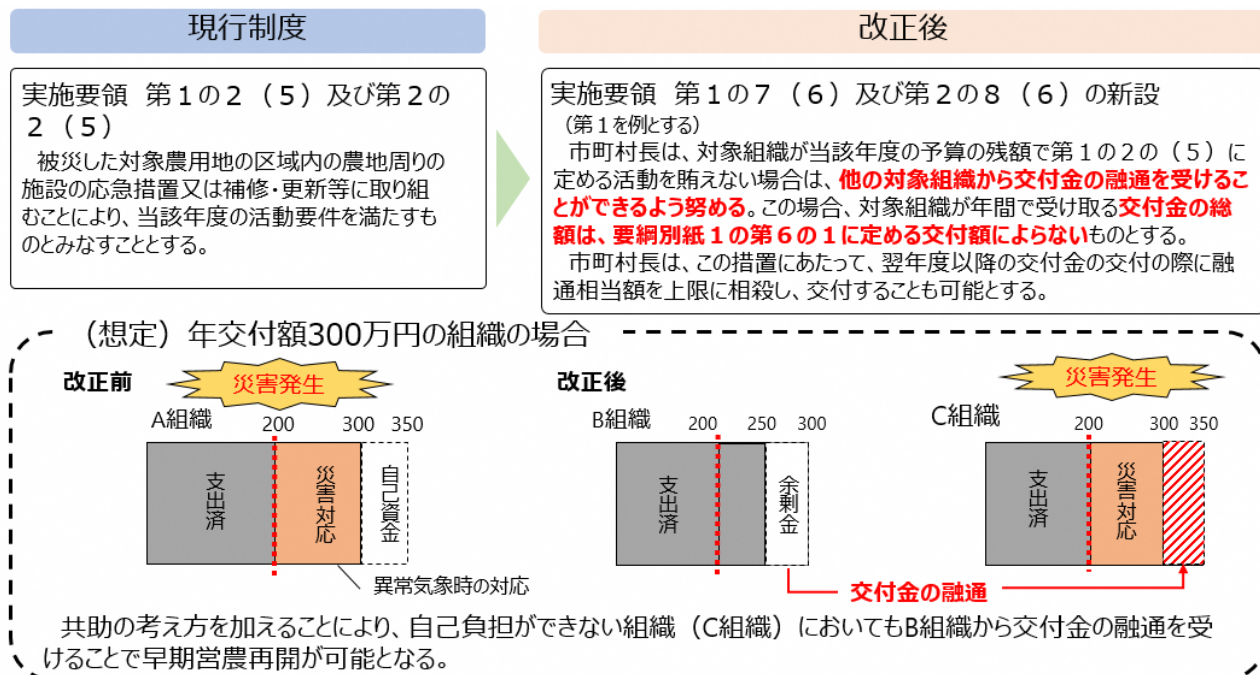 現行制度
改正後
実施要領 第1の2(5)及び第2の
2(5)
被災した対象農用地の区域内の農地周りの
施設の応急措置又は補修・更新等に取り組
むことにより、当該年度の活動要件を満たすも
のとみなすこととする。
実施要領 第1の7(6)及び第2の8(6)の新設
(第1を例とする)
市町村長は、対象組織が当該年度の予算の残額で第1の2の(5)に
定める活動を賄えない場合は、他の対象組織から交付金の融通を受けるこ
とができるよう努める。この場合、対象組織が年間で受け取る交付金の総
額は、要綱別紙1の第6の1に定める交付額によらないものとする。
市町村長は、この措置にあたって、翌年度以降の交付金の交付の際に融
通相当額を上限に相殺し、交付することも可能とする。
(想定)年交付額300万円の組織の場合
改正前
災害発生
A組織
200
300
350
支出済
災害対応
自己資金
異常気象時の対応
改正後
B組織
200
250
300
支出済
余剰金
災害発生
C組織
200
300
350
支出済
災害対応
交付金の融通
共助の考え方を加えることにより、自己負担ができない組織(C組織)においてもB組織から交付金の融通を受
けることで早期営農再開が可能となる。